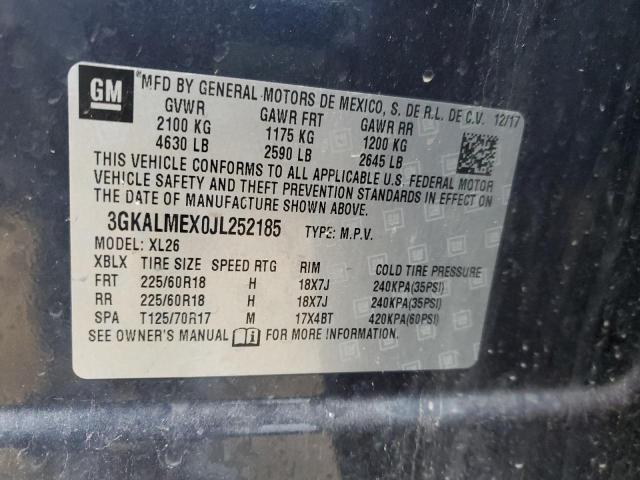 GM
"MFD BY GENERAL MOTORS DE MEXICO, S. DE R.L. DE C.V. 12/17
GVWR GAWR FRT GAWR RR
2100 KG 1175 KG 1200 KG
4630 LB 2590 LB 2645 LB
THIS VEHICLE CONFORMS TO ALL APPLICABLE U.S. FEDERAL MOTOR
VEHICLE SAFETY AND THEFT PREVENTION STANDARDS IN EFFECT ON
THE DATE OF MANUFACTURE SHOWN ABOVE.
3GKALMEX0JL252185 TYPE: M.P.V.
MODEL: XL26
XBLX TIRE SIZE SPEED RTG RIM COLD TIRE PRESSURE
FRT 225/60R18 H 18X7J 240KPA(35PSI)
RR 225/60R18 H 18X7J 240KPA(35PSI)
SPA T125/70R17 M 17X4BT 420KPA(60PSI)
SEE OWNER'S MANUAL i FOR MORE INFORMATION.